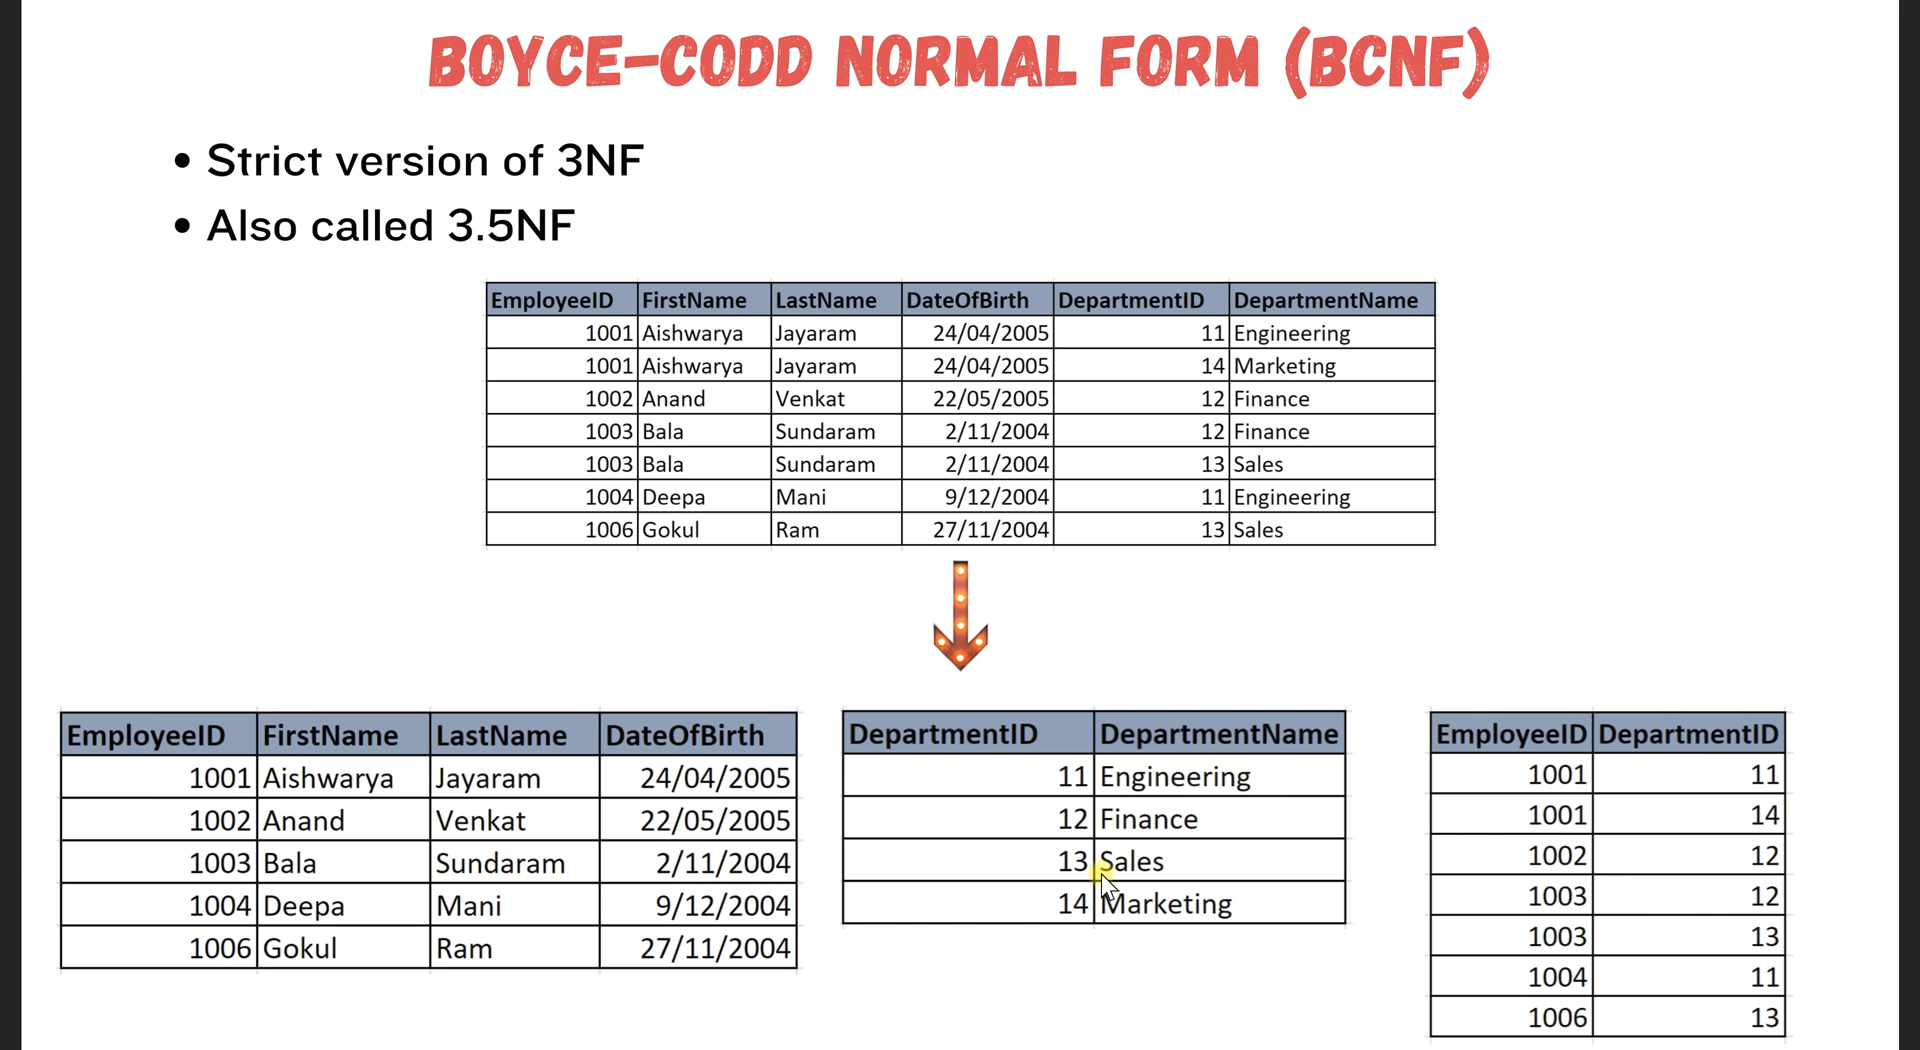 BOYCE-CODD NORMAL FORM (BCNF)
• Strict version of 3NF
• Also called 3.5NF
EmployeeID FirstName LastName DateOfBirth DepartmentID DepartmentName
1001 Aishwarya Jayaram 24/04/2005 11 Engineering
1001 Aishwarya Jayaram 24/04/2005 14 Marketing
1002 Anand Venkat 22/05/2005 12 Finance
1003 Bala Sundaram 2/11/2004 12 Finance
1003 Bala Sundaram 2/11/2004 13 Sales
1004 Deepa Mani 9/12/2004 11 Engineering
1006 Gokul Ram 27/11/2004 13 Sales
EmployeeID FirstName LastName DateOfBirth
1001 Aishwarya Jayaram 24/04/2005
1002 Anand Venkat 22/05/2005
1003 Bala Sundaram 2/11/2004
1004 Deepa Mani 9/12/2004
1006 Gokul Ram 27/11/2004
DepartmentID DepartmentName
11 Engineering
12 Finance
13 Sales
14 Marketing
EmployeeID DepartmentID
1001 11
1001 14
1002 12
1003 12
1003 13
1004 11
1006 13